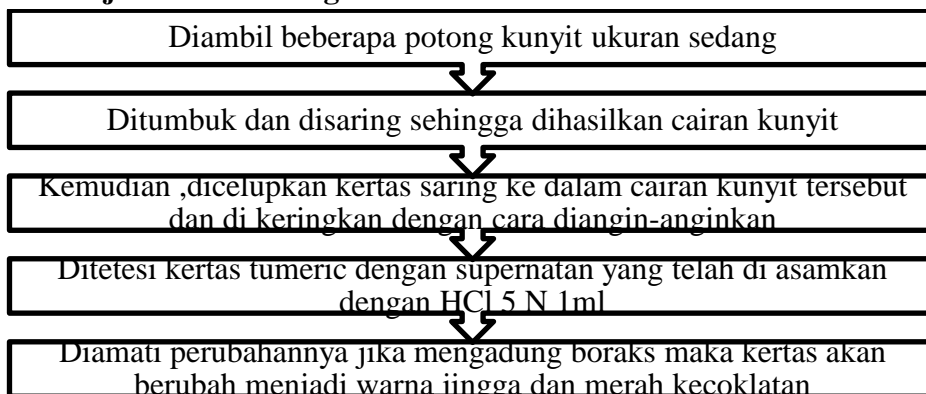 Diambil beberapa potong kunyit ukuran sedang
Ditumbuk dan disaring sehingga dihasilkan cairan kunyit
Kemudian ,dicelupkan kertas saring ke dalam cairan kunyit tersebut
dan di keringkan dengan cara diangin-anginkan
Ditetesi kertas tumeric dengan supernatan yang telah di asamkan
dengan HCl 5 N 1ml
Diamati perubahannya jika mengadung boraks maka kertas akan
berubah menjadi warna jingga dan merah kecoklatan